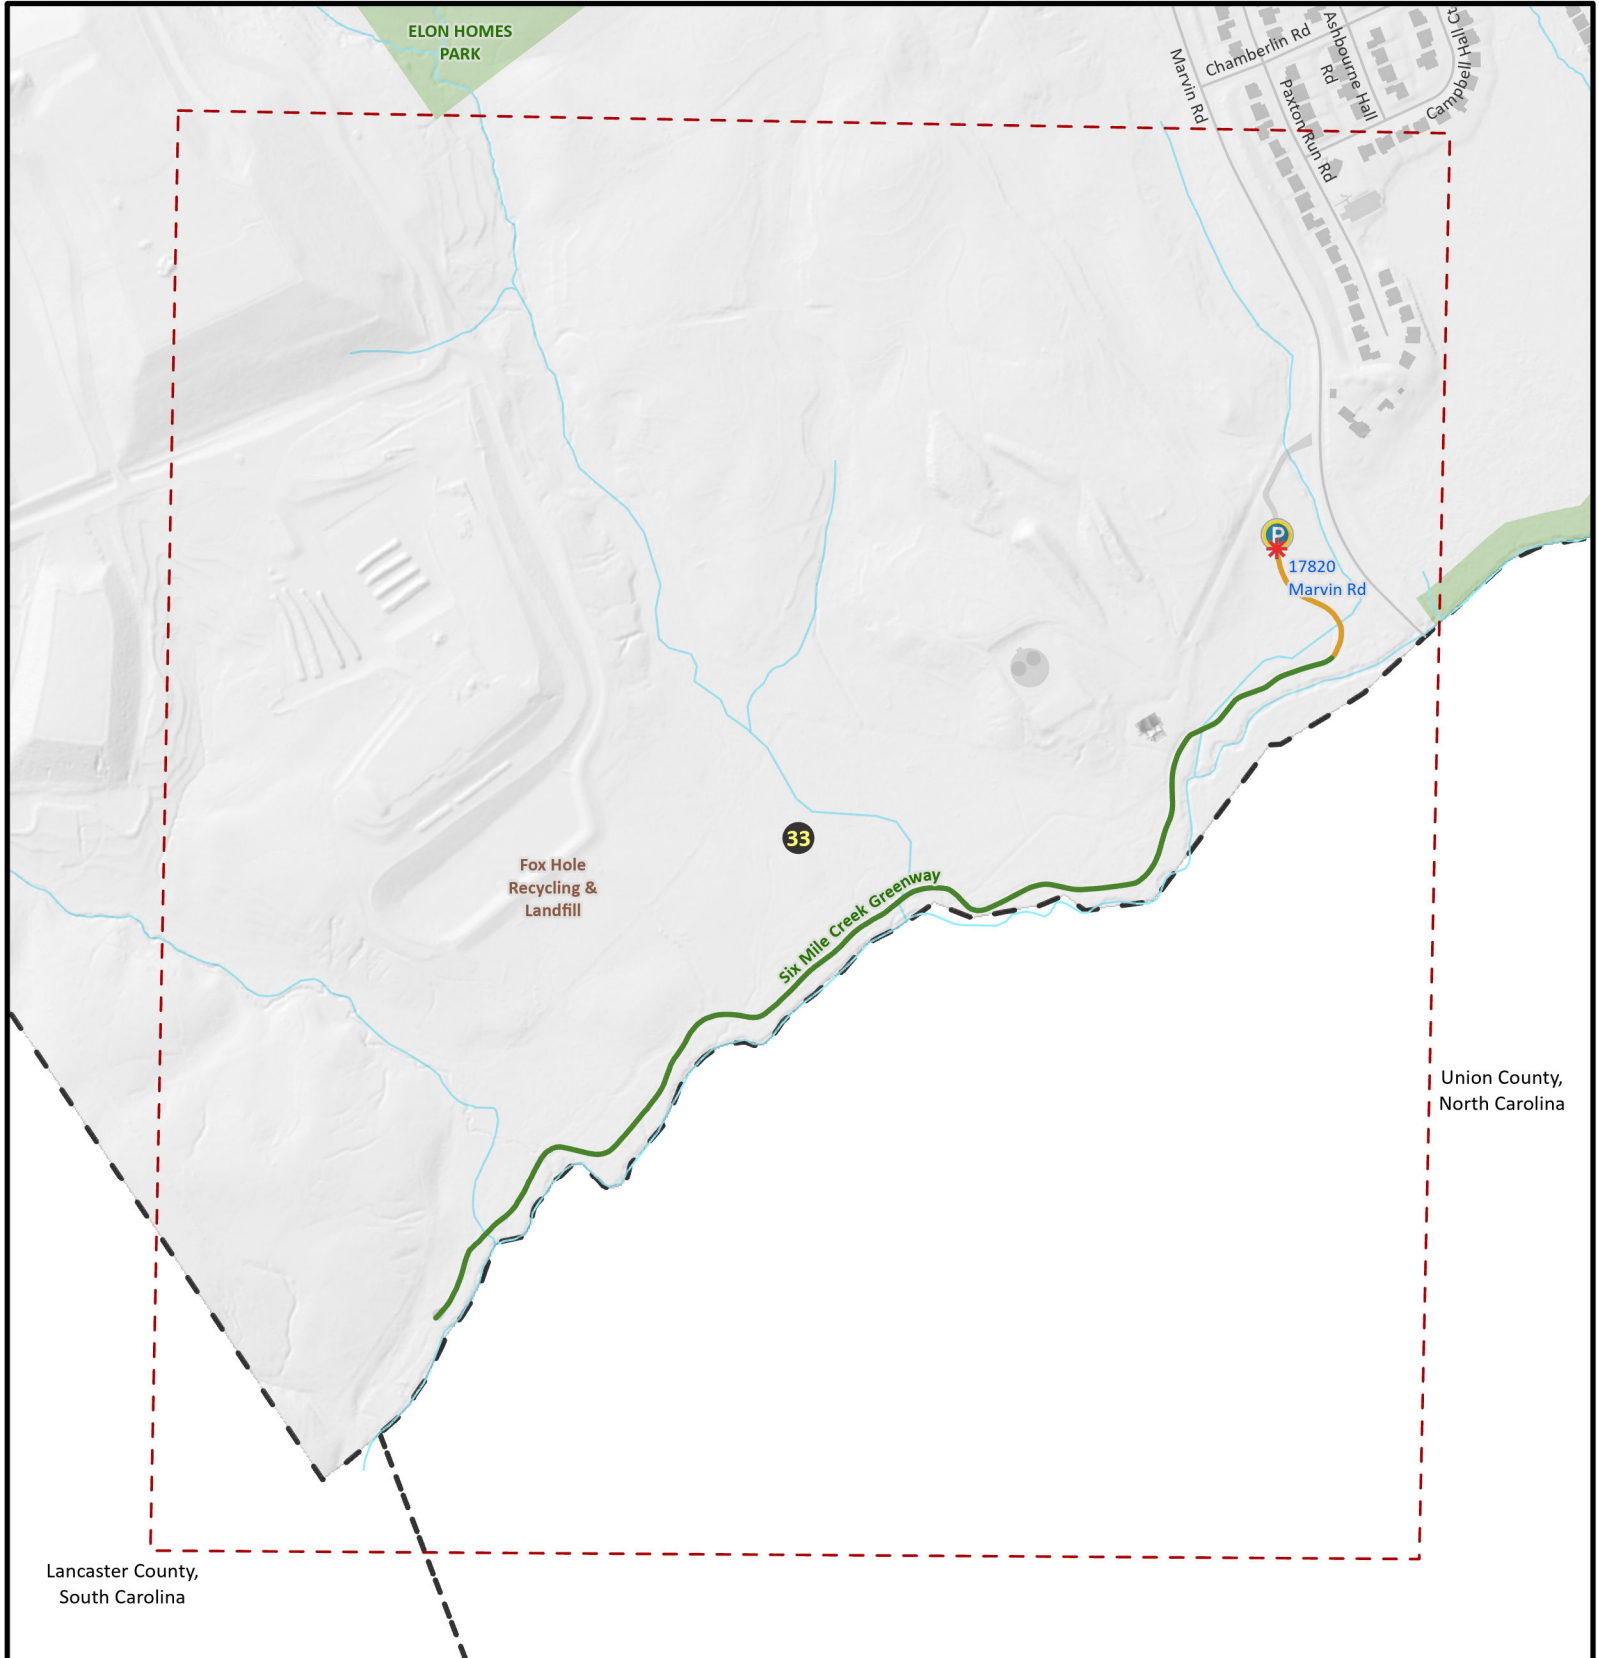 ELON HOMES
PARK
Marvin Rd
Chamberlin Rd
Ashbourne Hall
Rd
Campbell Hall Ct
Paxton Run Rd
P
17820
Marvin Rd
33
Fox Hole
Recycling &
Landfill
Six Mile Creek Greenway
Union County,
North Carolina
Lancaster County,
South Carolina